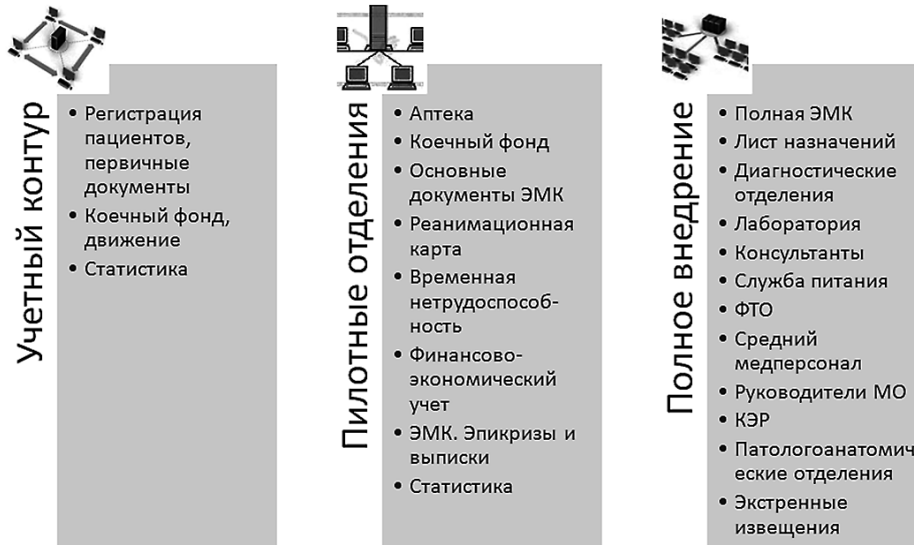 Учетный контур
• Регистрация
пациентов,
первичные
документы
• Коечный фонд,
движение
• Статистика
Пилотные отделения
• Аптека
• Коечный фонд
• Основные
документы ЭМК
• Реанимационная
карта
• Временная
нетрудоспособ-
ность
• Финансово-
экономический
учет
• ЭМК. Эпикризы и
выписки
• Статистика
Полное внедрение
• Полная ЭМК
• Лист назначений
• Диагностические
отделения
• Лаборатория
• Консультанты
• Служба питания
• ФТО
• Средний
медперсонал
• Руководители МО
• КЭР
• Патологоанатомич
еские отделения
• Экстренные
извещения